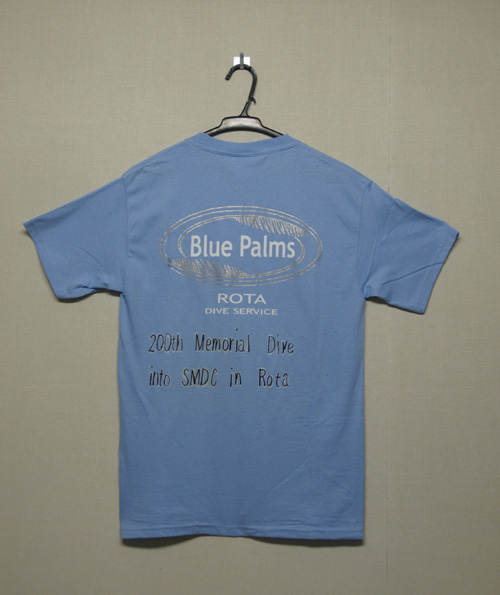 Blue Palms
ROTA
DIVE SERVICE
200th Memorial Dive
into SMDC in Rota